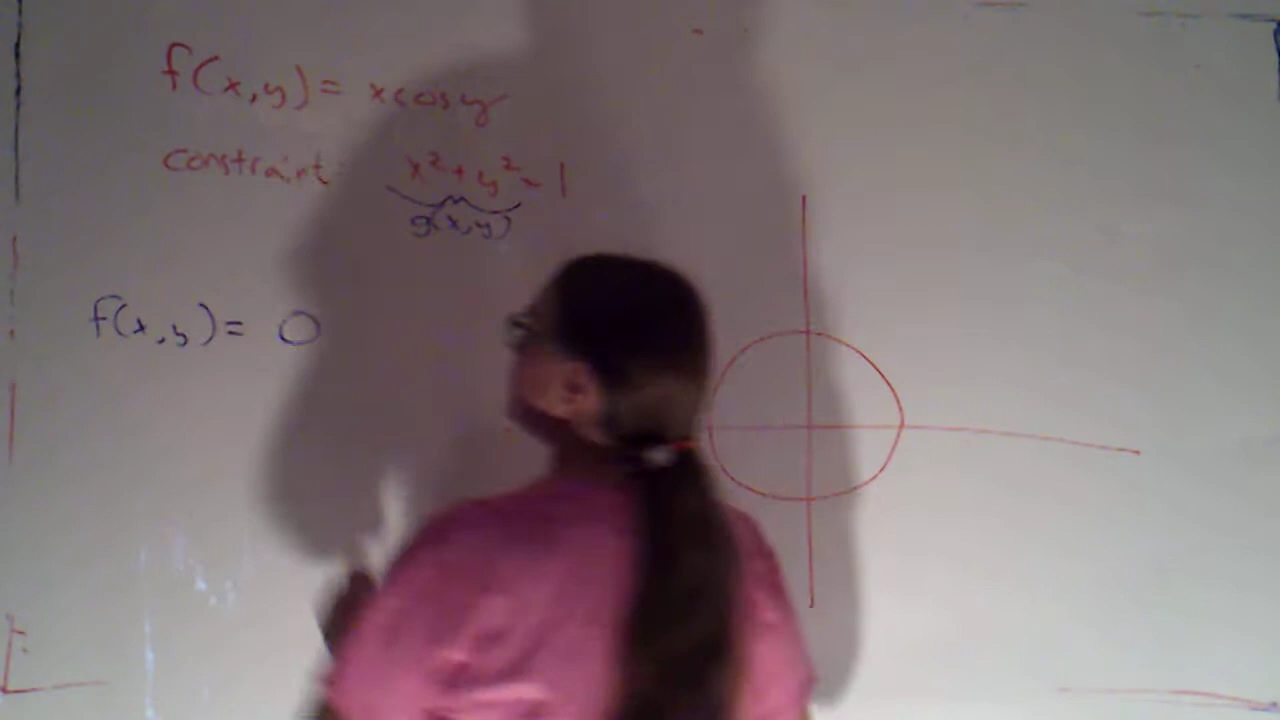 f(x,y) = x cos y
constraint: x² + y² = 1
g(x,y)
f(x,y) = 0